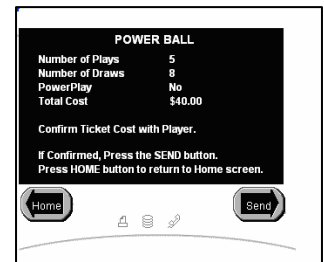 POWER BALL
Number of Plays 5
Number of Draws 8
PowerPlay No
Total Cost $40.00
Confirm Ticket Cost with Player.
If Confirmed, Press the SEND button.
Press HOME button to return to Home screen.
Home Send